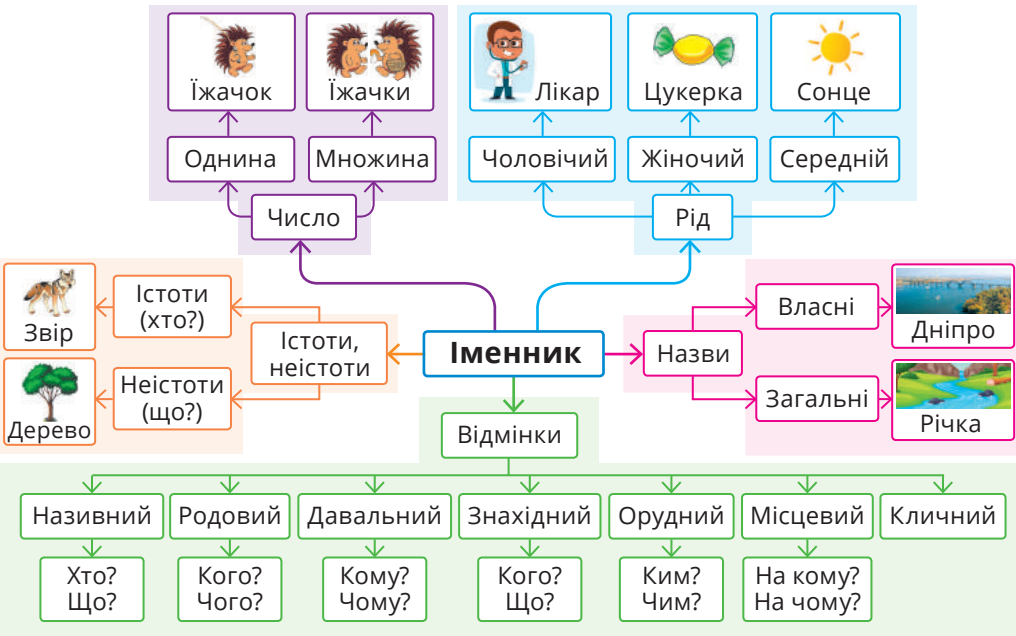 Їжачок
Їжачки
Лікар
Цукерка
Сонце
Однина
Множина
Чоловічий
Жіночий
Середній
Число
Рід
Звір
Істоти
(хто?)
Істоти,
неістоти
Неістоти
(що?)
Дерево
Іменник
Назви
Власні
Дніпро
Загальні
Річка
Відмінки
Називний
Родовий
Давальний
Знахідний
Орудний
Місцевий
Кличний
Хто?
Що?
Кого?
Чого?
Кому?
Чому?
Кого?
Що?
Ким?
Чим?
На кому?
На чому?